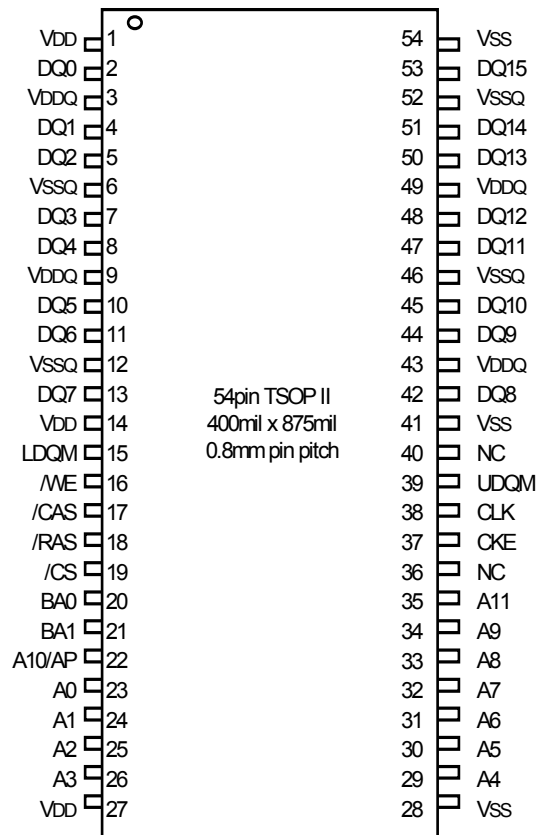 VDD 1 54 VSS
DQ0 2 53 DQ15
VDDQ 3 52 VSSQ
DQ1 4 51 DQ14
DQ2 5 50 DQ13
VSSQ 6 49 VDDQ
DQ3 7 48 DQ12
DQ4 8 47 DQ11
VDDQ 9 46 VSSQ
DQ5 10 45 DQ10
DQ6 11 44 DQ9
VSSQ 12 43 VDDQ
DQ7 13 54pin TSOP II 42 DQ8
VDD 14 400mil x 875mil 41 VSS
LDQM 15 0.8mm pin pitch 40 NC
/WE 16 39 UDQM
/CAS 17 38 CLK
/RAS 18 37 CKE
/CS 19 36 NC
BA0 20 35 A11
BA1 21 34 A9
A10/AP 22 33 A8
A0 23 32 A7
A1 24 31 A6
A2 25 30 A5
A3 26 29 A4
VDD 27 28 VSS